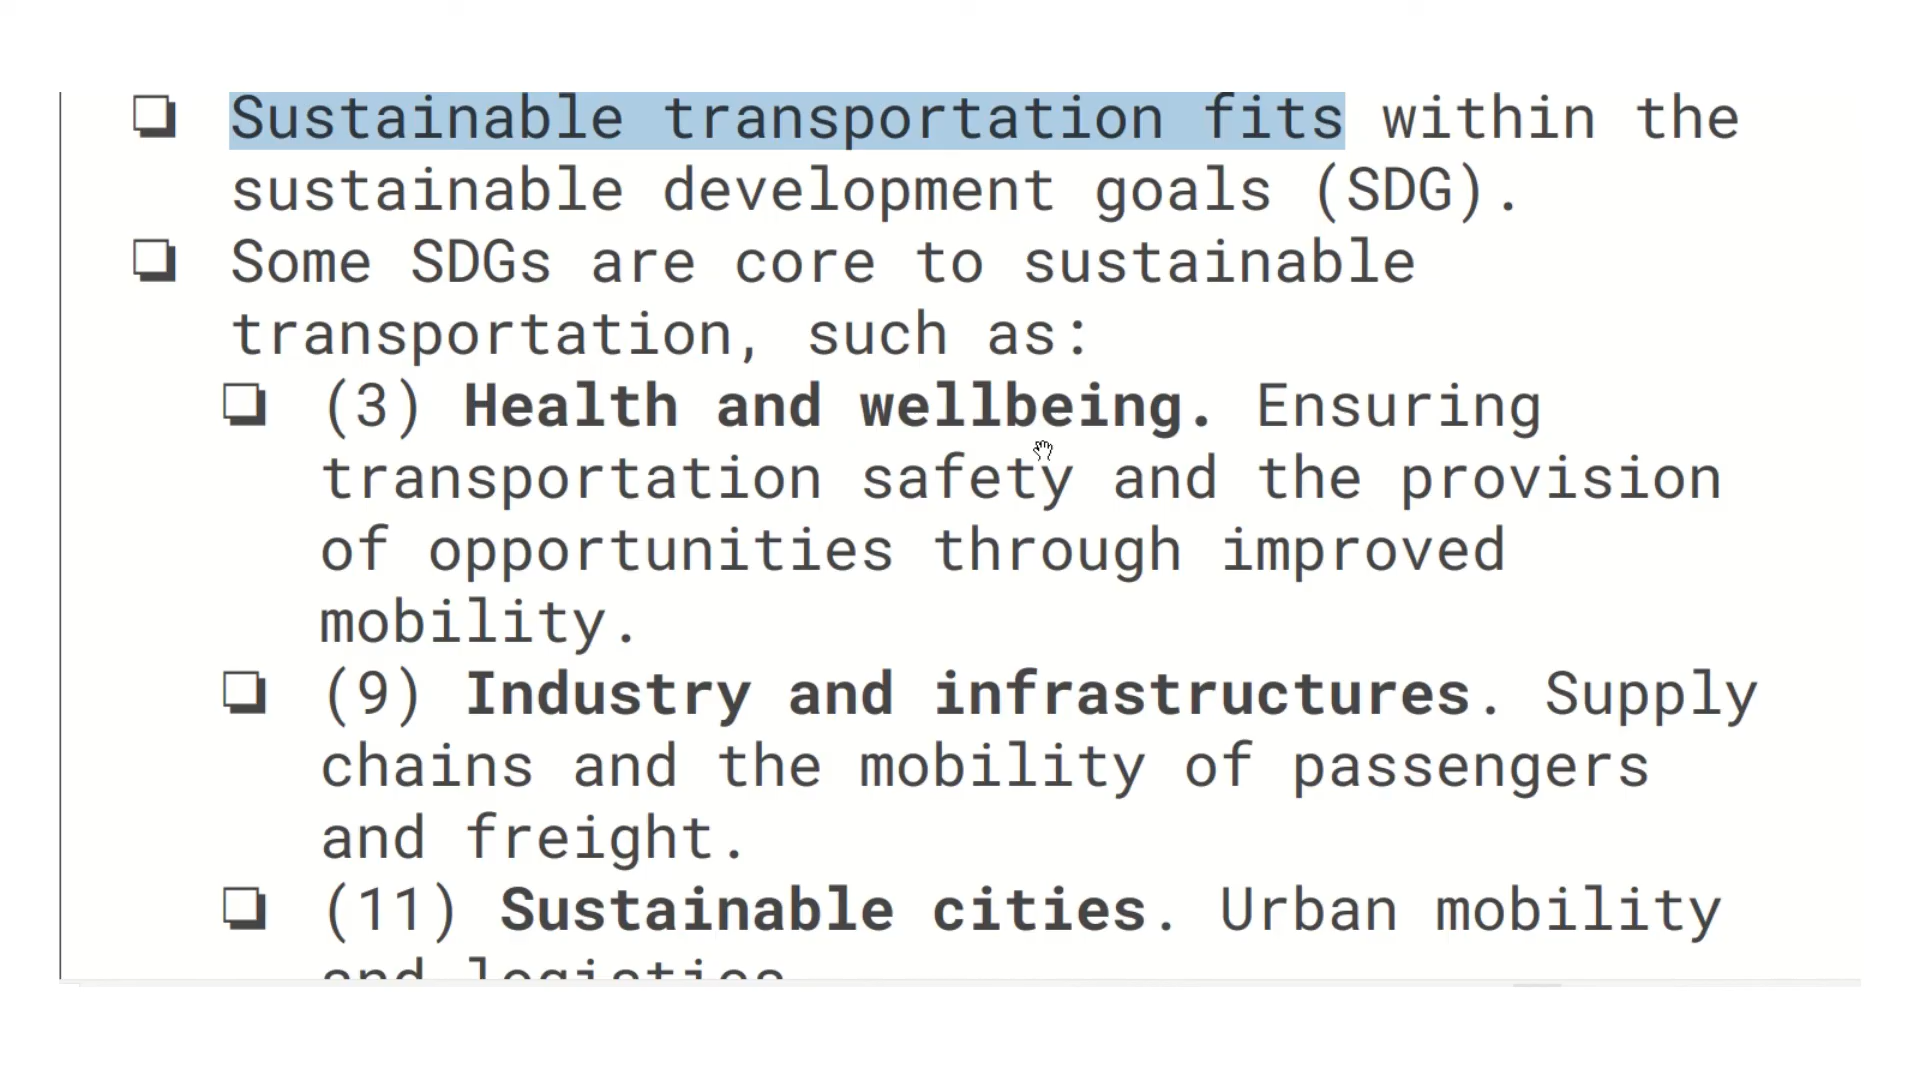 ❏ Sustainable transportation fits within the
sustainable development goals (SDG).
❏ Some SDGs are core to sustainable
transportation, such as:
❏ (3) Health and wellbeing. Ensuring
transportation safety and the provision
of opportunities through improved
mobility.
❏ (9) Industry and infrastructures. Supply
chains and the mobility of passengers
and freight.
❏ (11) Sustainable cities. Urban mobility
and logistics